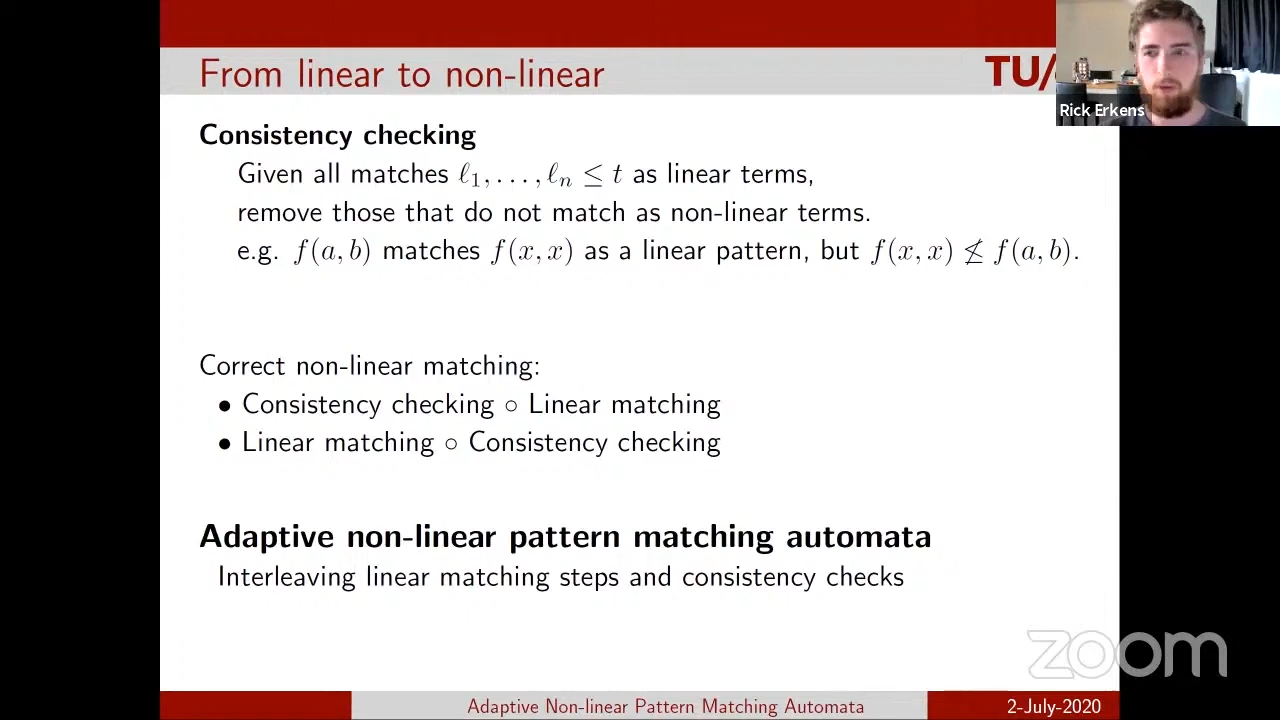 From linear to non-linear
TU/
Rick Erkens
Consistency checking
Given all matches ℓ₁, . . . , ℓₙ ≤ t as linear terms,
remove those that do not match as non-linear terms.
e.g. f(a, b) matches f(x, x) as a linear pattern, but f(x, x) ≰ f(a, b).
Correct non-linear matching:
• Consistency checking ○ Linear matching
• Linear matching ○ Consistency checking
Adaptive non-linear pattern matching automata
Interleaving linear matching steps and consistency checks
zoom
Adaptive Non-linear Pattern Matching Automata
2-July-2020